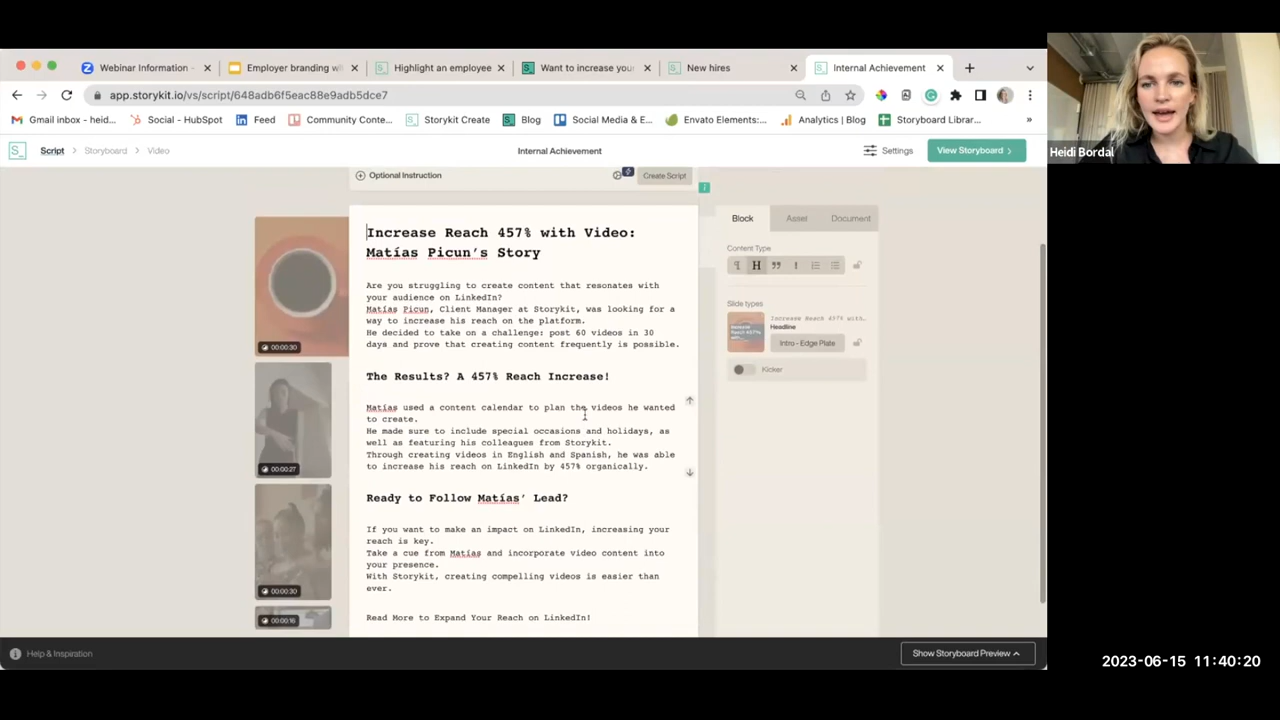 Webinar Information -
Employer branding wi
Highlight an employee
Want to increase your
New hires
Internal Achievement
app.storykit.io/vs/script/648adb6f5eac88e9adb5dce7
Gmail inbox - heid...
Social - HubSpot
Feed
Community Conte...
Storykit Create
Blog
Social Media & E...
Envato Elements:...
Analytics | Blog
Storyboard Librar...
»
Script
Storyboard
Video
Internal Achievement
Settings
View Storyboard
Optional Instruction
Create Script
Increase Reach 457% with Video:
Matías Picun's Story
Are you struggling to create content that resonates with
your audience on LinkedIn?
Matías Picun, Client Manager at Storykit, was looking for a
way to increase his reach on the platform.
He decided to take on a challenge: post 60 videos in 30
days and prove that creating content frequently is possible.
The Results? A 457% Reach Increase!
Matías used a content calendar to plan the videos he wanted
to create.
He made sure to include special occasions and holidays, as
well as featuring his colleagues from Storykit.
Through creating videos in English and Spanish, he was able
to increase his reach on LinkedIn by 457% organically.
Ready to Follow Matías' Lead?
If you want to make an impact on LinkedIn, increasing your
reach is key.
Take a cue from Matías and incorporate video content into
your presence.
With Storykit, creating compelling videos is easier than
ever.
Read More to Expand Your Reach on LinkedIn!
00:00:30
00:00:27
00:00:30
00:00:16
Block
Asset
Document
Content Type
Slide types
Increase Reach 457% with…
Headline
Intro - Edge Plate
Kicker
Help & Inspiration
Show Storyboard Preview
Heidi Bordal
2023-06-15 11:40:20